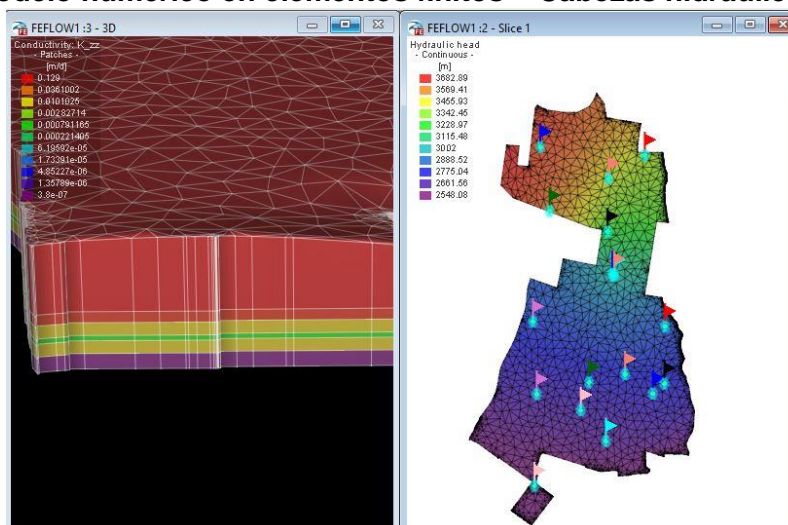 FEFLOW1 :3 - 3D
Conductivity: K_zz
- Patches -
[m/d]
0.129
0.0361002
0.0101025
0.00282714
0.000791165
0.000221405
6.19592e-05
1.73391e-05
4.85227e-06
1.35789e-06
3.8e-07
FEFLOW1 :2 - Slice 1
Hydraulic head
- Continuous -
[m]
3682.89
3569.41
3455.93
3342.45
3228.97
3115.48
3002
2888.52
2775.04
2661.56
2548.08